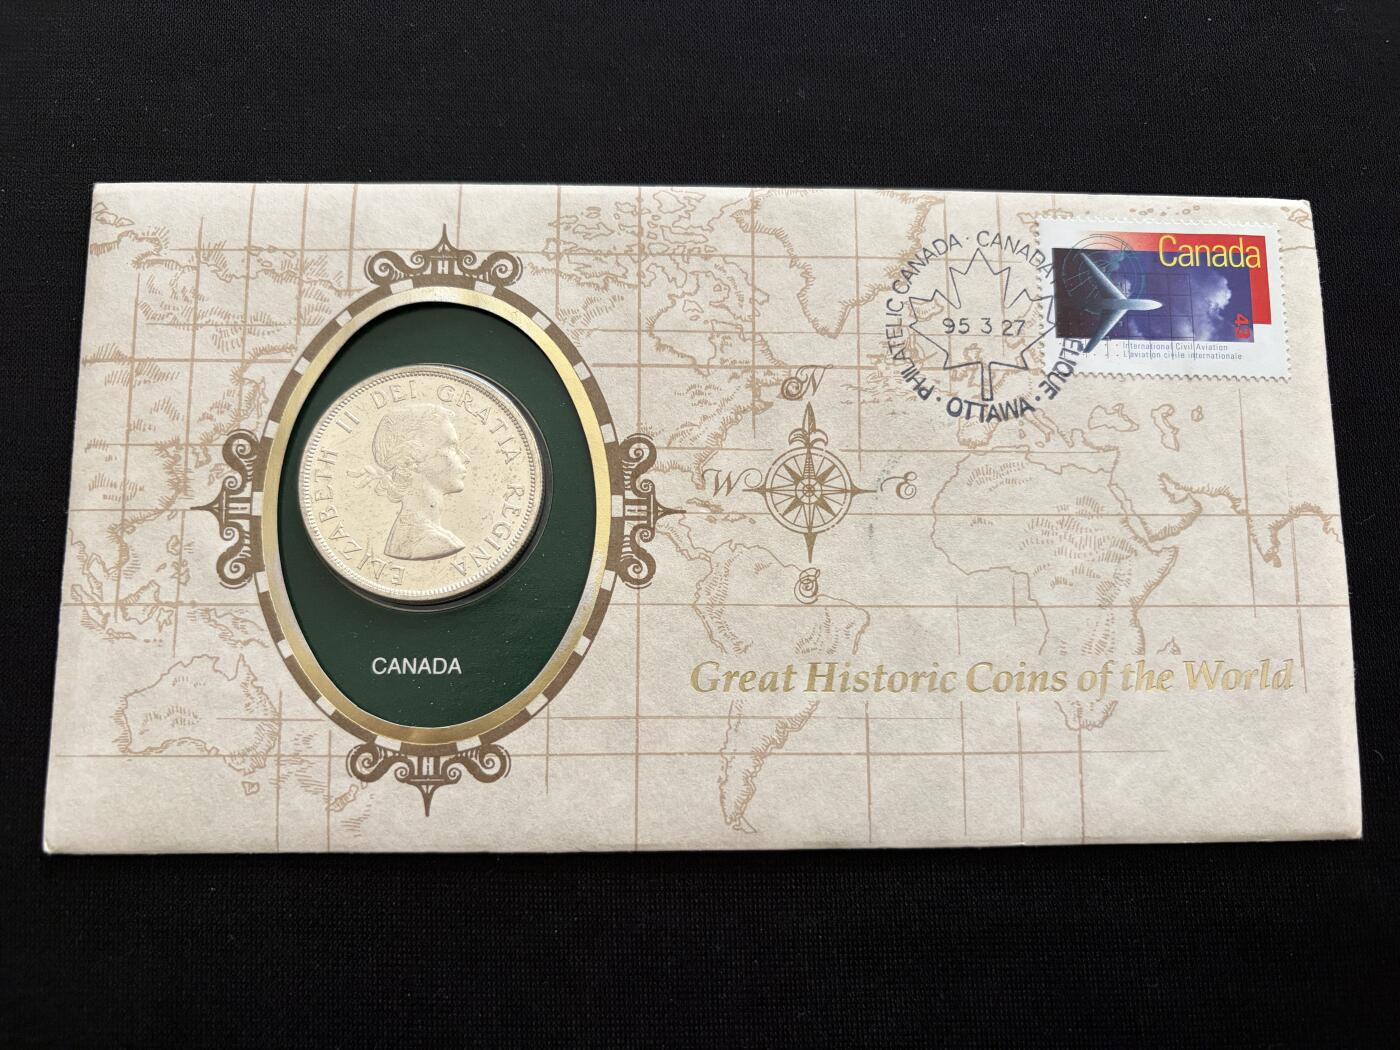 PHILATELIC CANADA · CANADA
95 3 27
· OTTAWA ·
Canada
43
International Civil Aviation
L'aviation civile internationale
N
W E
S
ELIZABETH II DEI GRATIA REGINA
CANADA
Great Historic Coins of the World